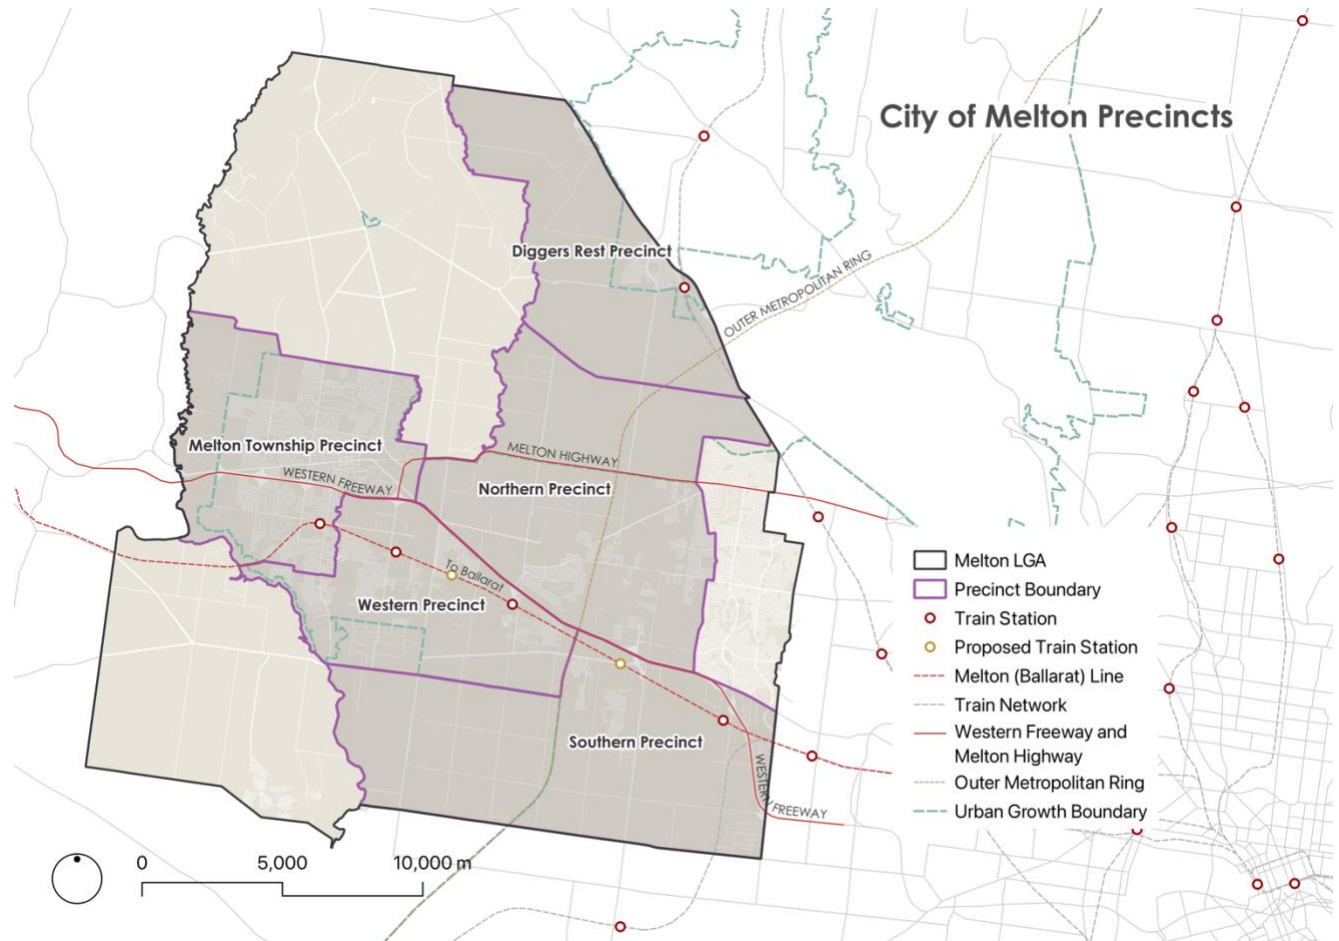 City of Melton Precincts
Diggers Rest Precinct
OUTER METROPOLITAN RING
Melton Township Precinct
MELTON HIGHWAY
WESTERN FREEWAY
Northern Precinct
To Ballarat
Western Precinct
Southern Precinct
WESTERN FREEWAY
Melton LGA
Precinct Boundary
Train Station
Proposed Train Station
Melton (Ballarat) Line
Train Network
Western Freeway and
Melton Highway
Outer Metropolitan Ring
Urban Growth Boundary
0 5,000 10,000 m